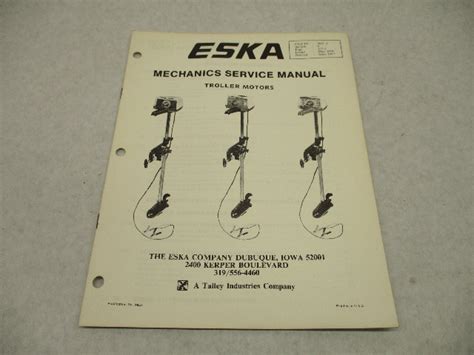 ESKA
MECHANICS SERVICE MANUAL
TROLLER MOTORS
THE ESKA COMPANY DUBUQUE, IOWA 52001
2400 KERPER BOULEVARD
319/556-4460
A Talley Industries Company